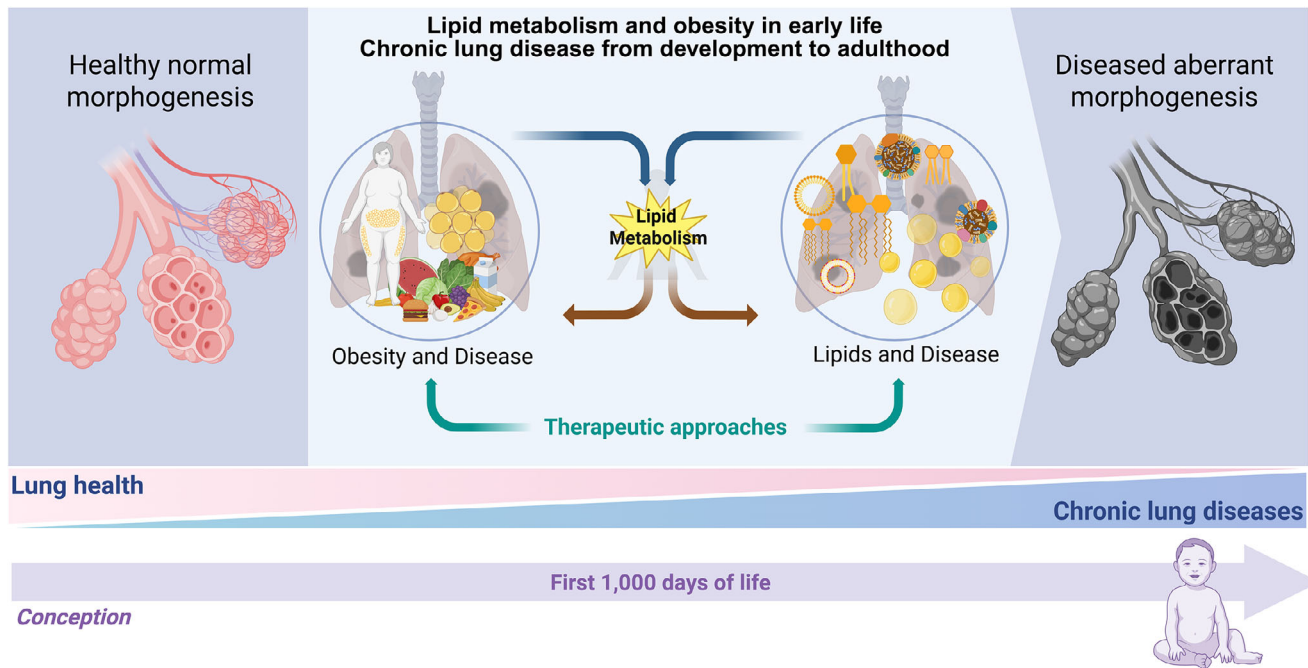 Lipid metabolism and obesity in early life
Chronic lung disease from development to adulthood
Healthy normal
morphogenesis
Diseased aberrant
morphogenesis
Lipid
Metabolism
Obesity and Disease
Lipids and Disease
Therapeutic approaches
Lung health
Chronic lung diseases
First 1,000 days of life
Conception